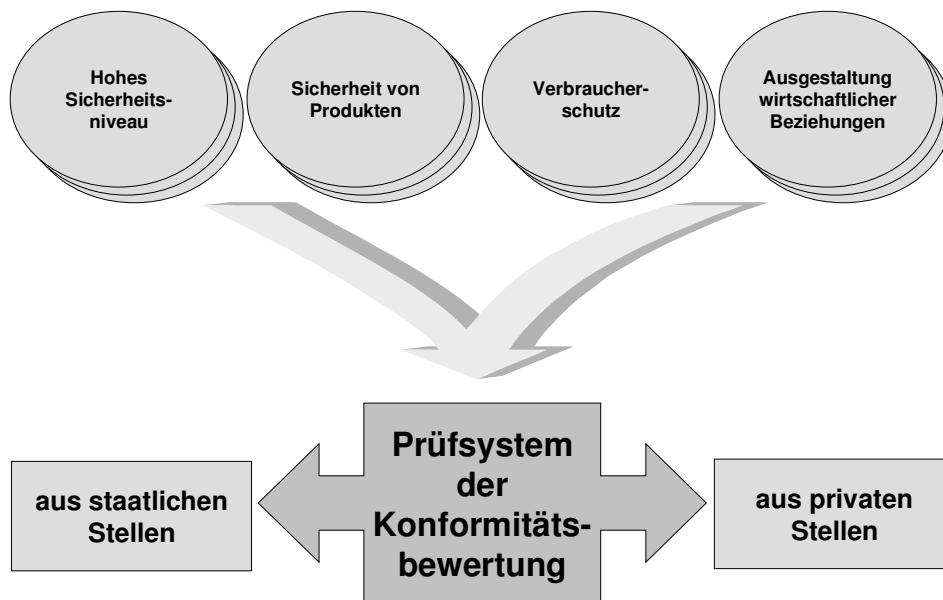 Hohes
Sicherheits-
niveau
Sicherheit von
Produkten
Verbraucher-
schutz
Ausgestaltung
wirtschaftlicher
Beziehungen
Prüfsystem
der
Konformitäts-
bewertung
aus staatlichen
Stellen
aus privaten
Stellen